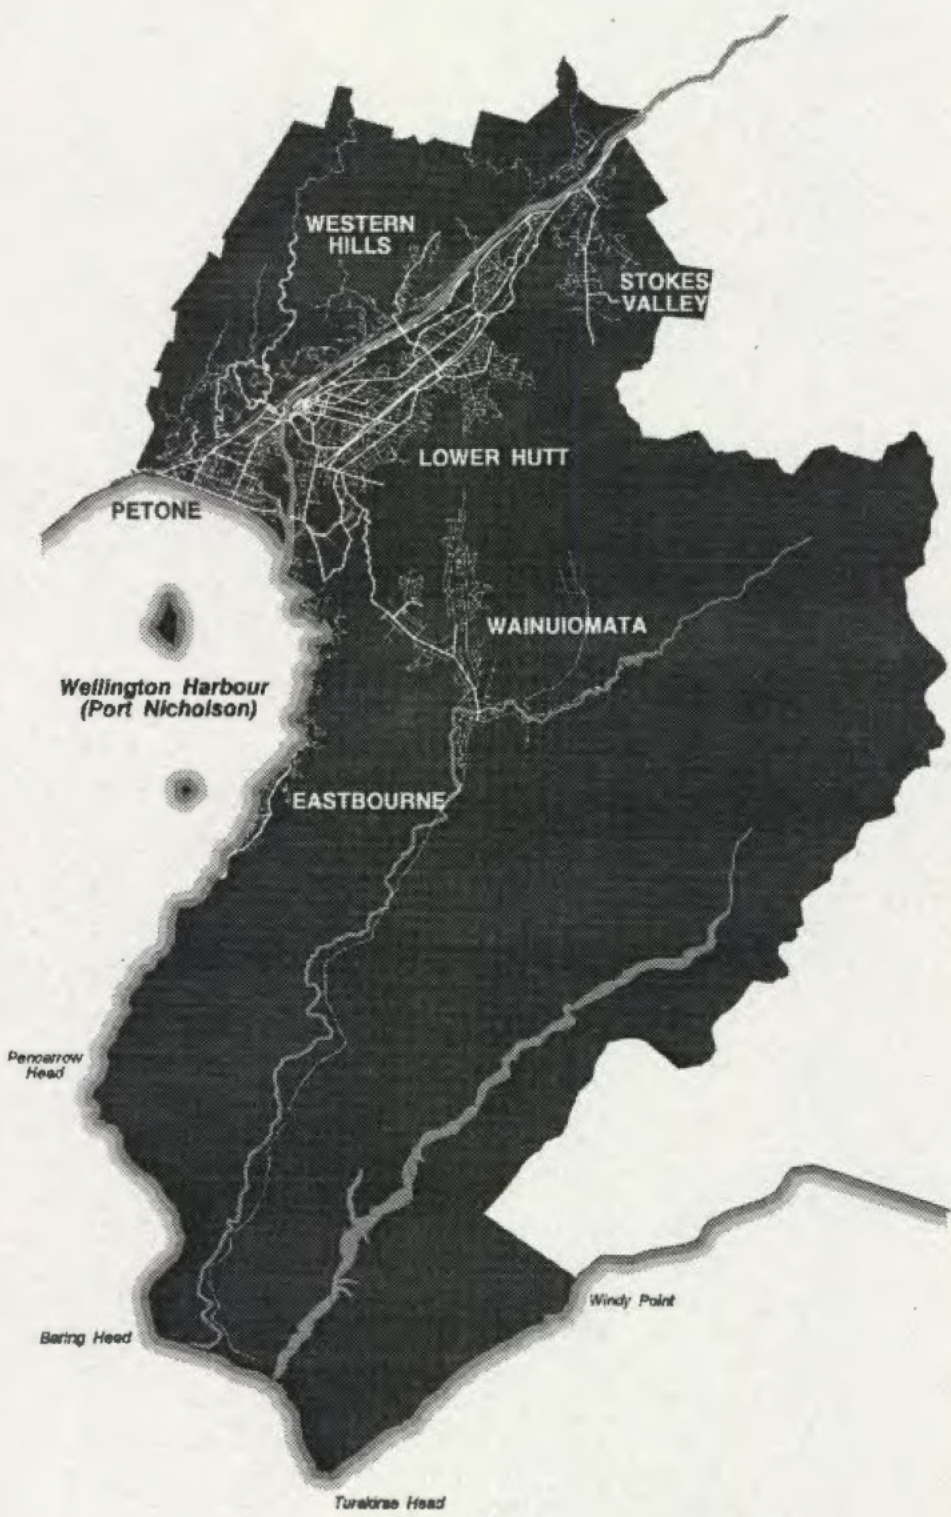 WESTERN
HILLS
STOKES
VALLEY
LOWER HUTT
PETONE
WAINUIOMATA
Wellington Harbour
(Port Nicholson)
EASTBOURNE
Pencarrow
Head
Windy Point
Baring Head
Turakirae Head